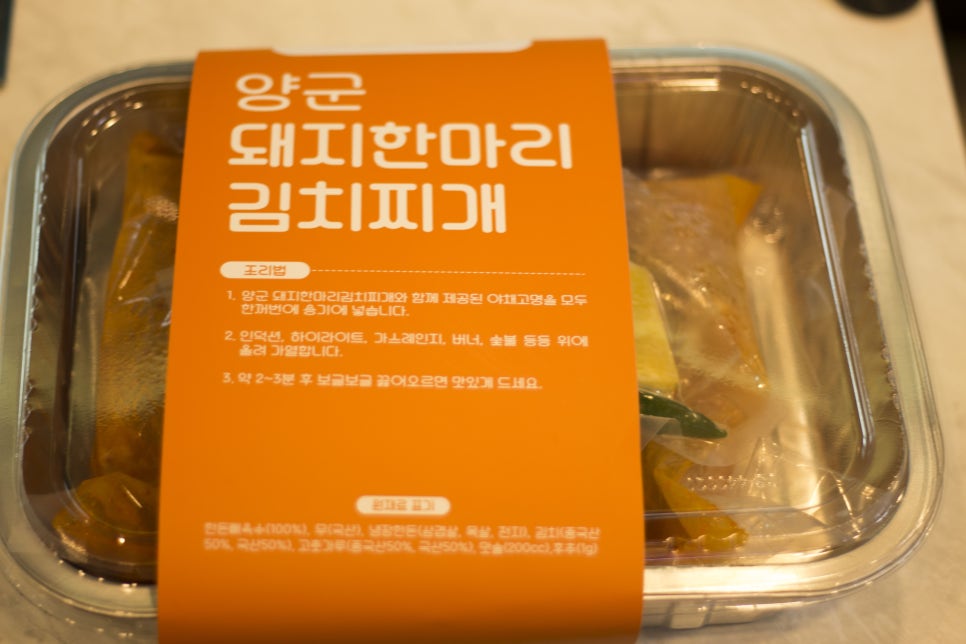 양군
돼지한마리
김치찌개
조리법
1. 양군 돼지한마리김치찌개와 함께 제공된 야채고명을 모두
한꺼번에 용기에 넣습니다.
2. 인덕션, 하이라이트, 가스레인지, 버너, 숯불 등등 위에
올려 가열합니다.
3. 약 2~3분 후 보글보글 끓어오르면 맛있게 드세요.
원재료 표기
한돈뼈육수(100%), 무(국산), 냉장한돈(삼겹살, 목살, 전지), 김치(중국산
50%, 국산50%), 고춧가루(중국산50%, 국산50%), 맛술(200cc),후추(1g)